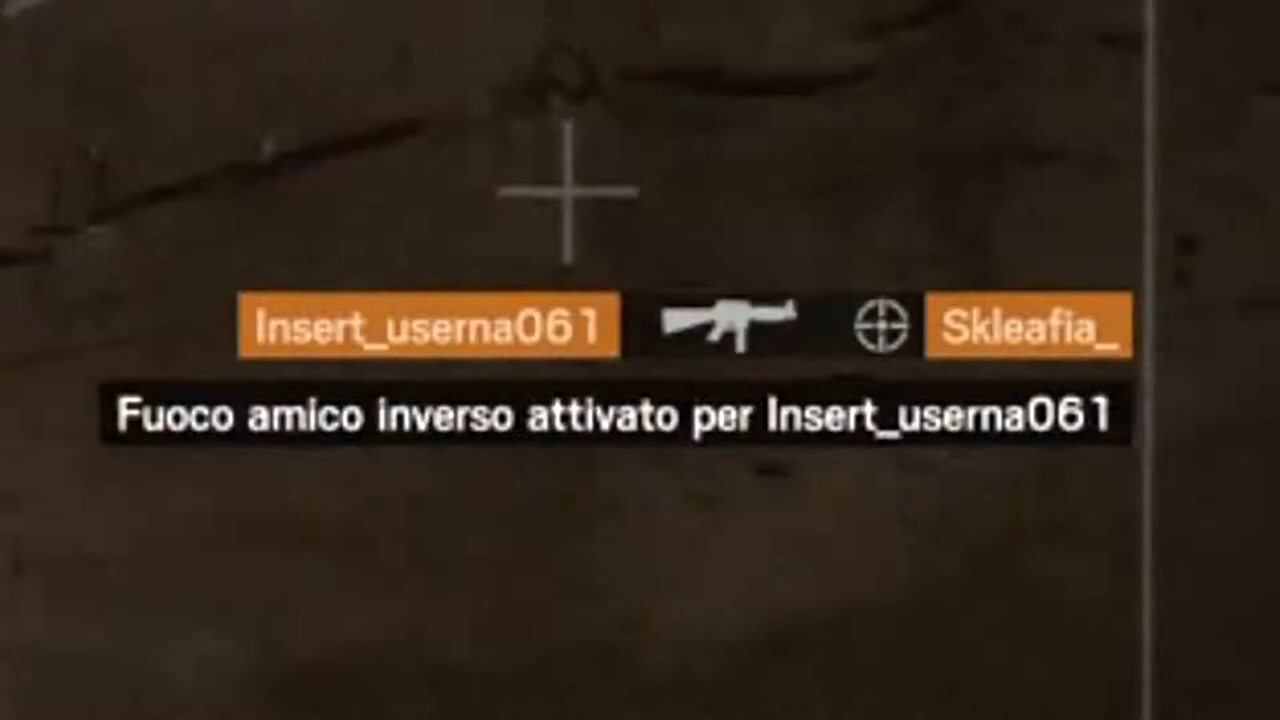 Insert_userna061 Skleafia_
Fuoco amico inverso attivato per Insert_userna061